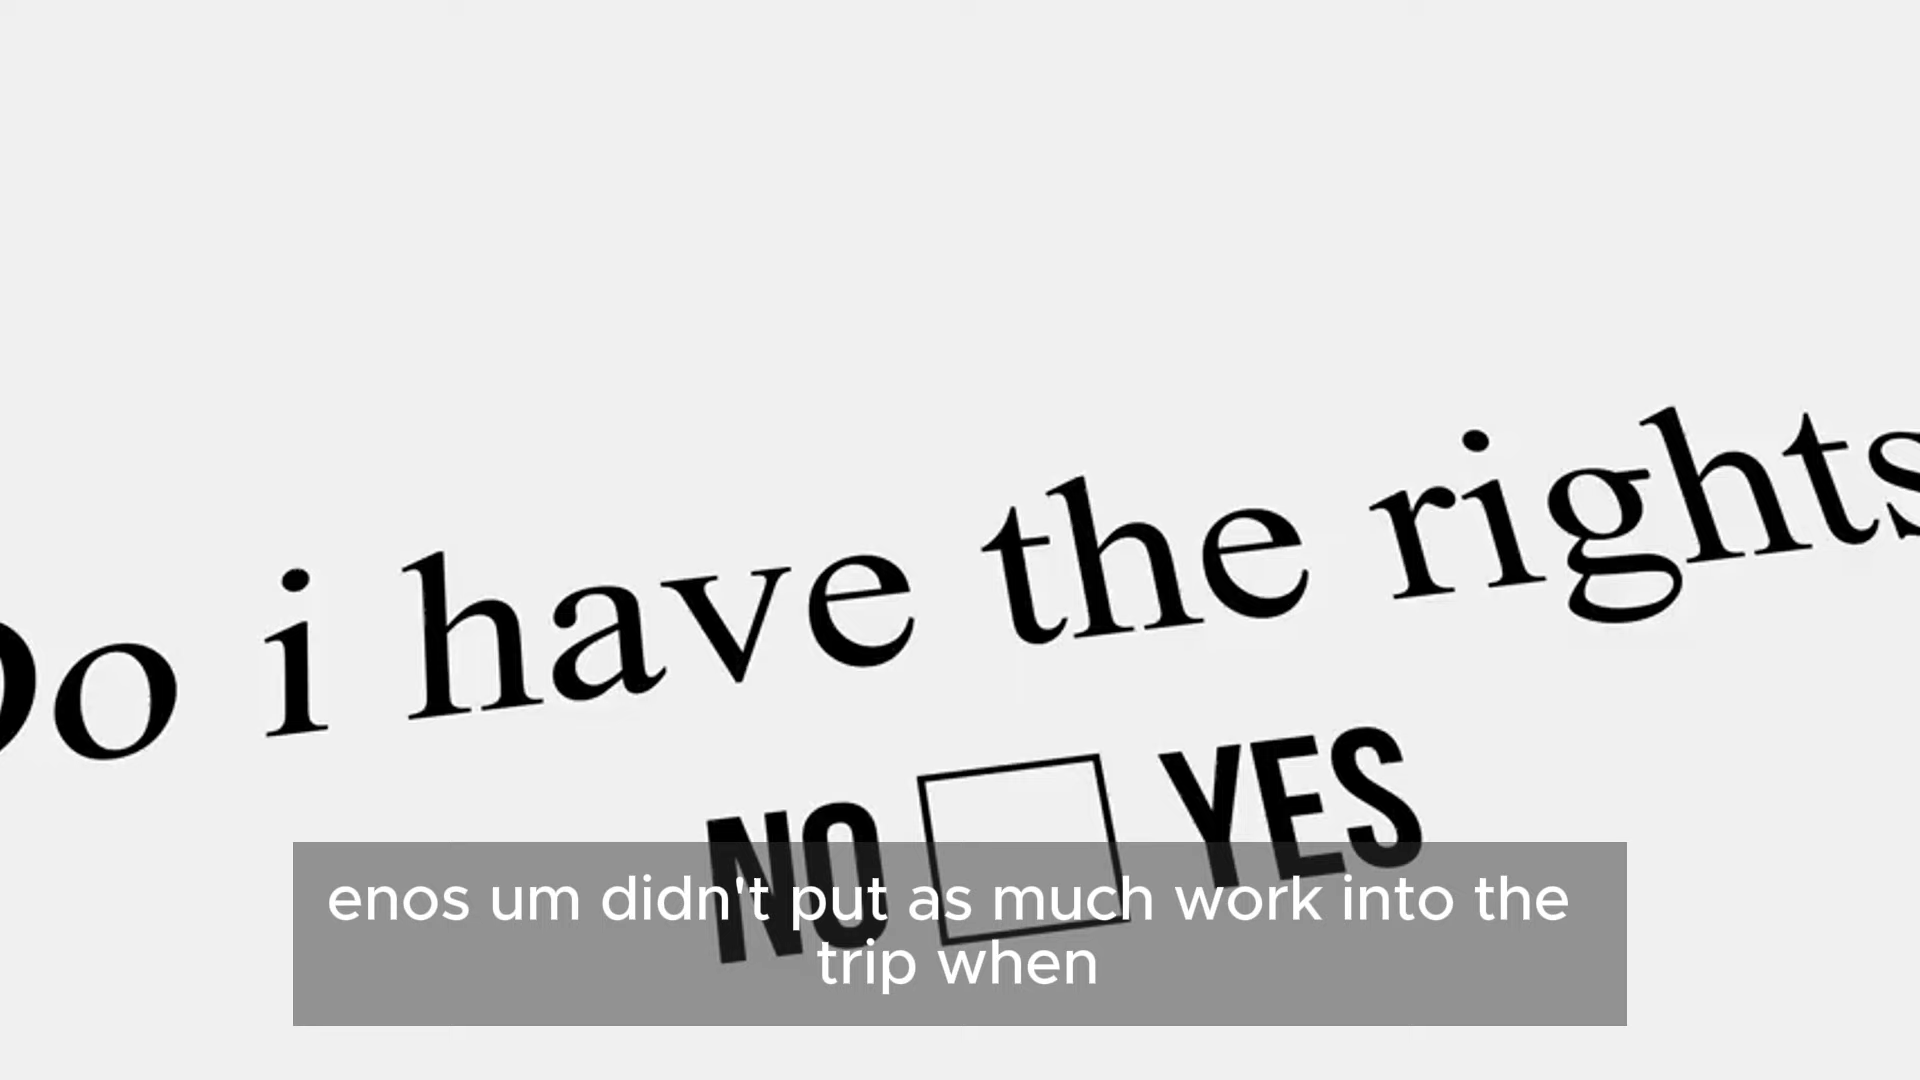 Do i have the rights
NO YES
enos um didn't put as much work into the
trip when